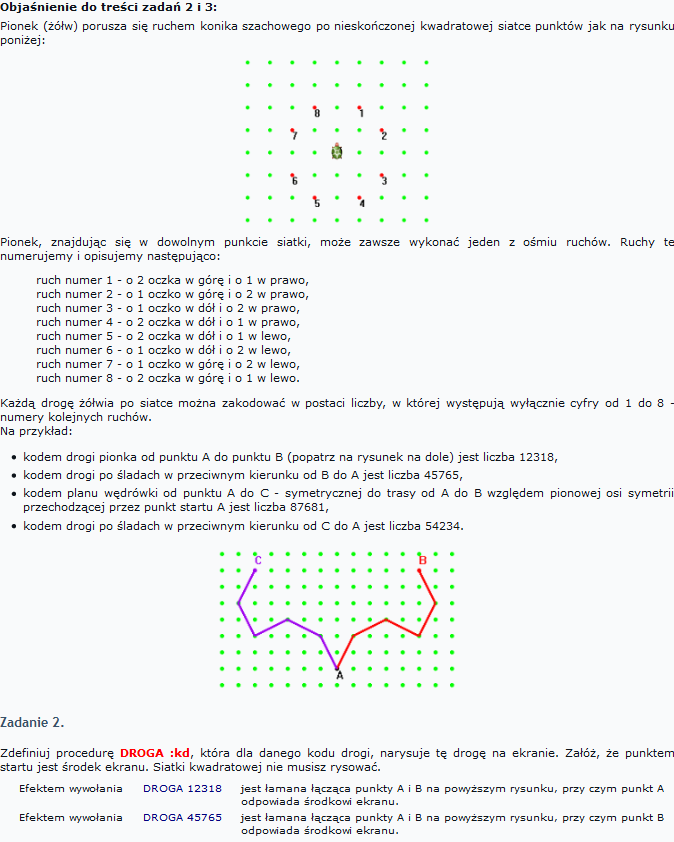 Objaśnienie do treści zadań 2 i 3:
Pionek (żółw) porusza się ruchem konika szachowego po nieskończonej kwadratowej siatce punktów jak na rysunku
poniżej:
8 1
7 2
6 3
5 4
Pionek, znajdując się w dowolnym punkcie siatki, może zawsze wykonać jeden z ośmiu ruchów. Ruchy te
numerujemy i opisujemy następująco:
ruch numer 1 - o 2 oczka w górę i o 1 w prawo,
ruch numer 2 - o 1 oczko w górę i o 2 w prawo,
ruch numer 3 - o 1 oczko w dół i o 2 w prawo,
ruch numer 4 - o 2 oczka w dół i o 1 w prawo,
ruch numer 5 - o 2 oczka w dół i o 1 w lewo,
ruch numer 6 - o 1 oczko w dół i o 2 w lewo,
ruch numer 7 - o 1 oczko w górę i o 2 w lewo,
ruch numer 8 - o 2 oczka w górę i o 1 w lewo.
Każdą drogę żółwia po siatce można zakodować w postaci liczby, w której występują wyłącznie cyfry od 1 do 8 -
numery kolejnych ruchów.
Na przykład:
• kodem drogi pionka od punktu A do punktu B (popatrz na rysunek na dole) jest liczba 12318,
• kodem drogi po śladach w przeciwnym kierunku od B do A jest liczba 45765,
• kodem planu wędrówki od punktu A do C - symetrycznej do trasy od A do B względem pionowej osi symetrii
przechodzącej przez punkt startu A jest liczba 87681,
• kodem drogi po śladach w przeciwnym kierunku od C do A jest liczba 54234.
C B
A
Zadanie 2.
Zdefiniuj procedurę DROGA :kd, która dla danego kodu drogi, narysuje tę drogę na ekranie. Załóż, że punktem
startu jest środek ekranu. Siatki kwadratowej nie musisz rysować.
Efektem wywołania DROGA 12318 jest łamana łącząca punkty A i B na powyższym rysunku, przy czym punkt A
odpowiada środkowi ekranu.
Efektem wywołania DROGA 45765 jest łamana łącząca punkty A i B na powyższym rysunku, przy czym punkt B
odpowiada środkowi ekranu.